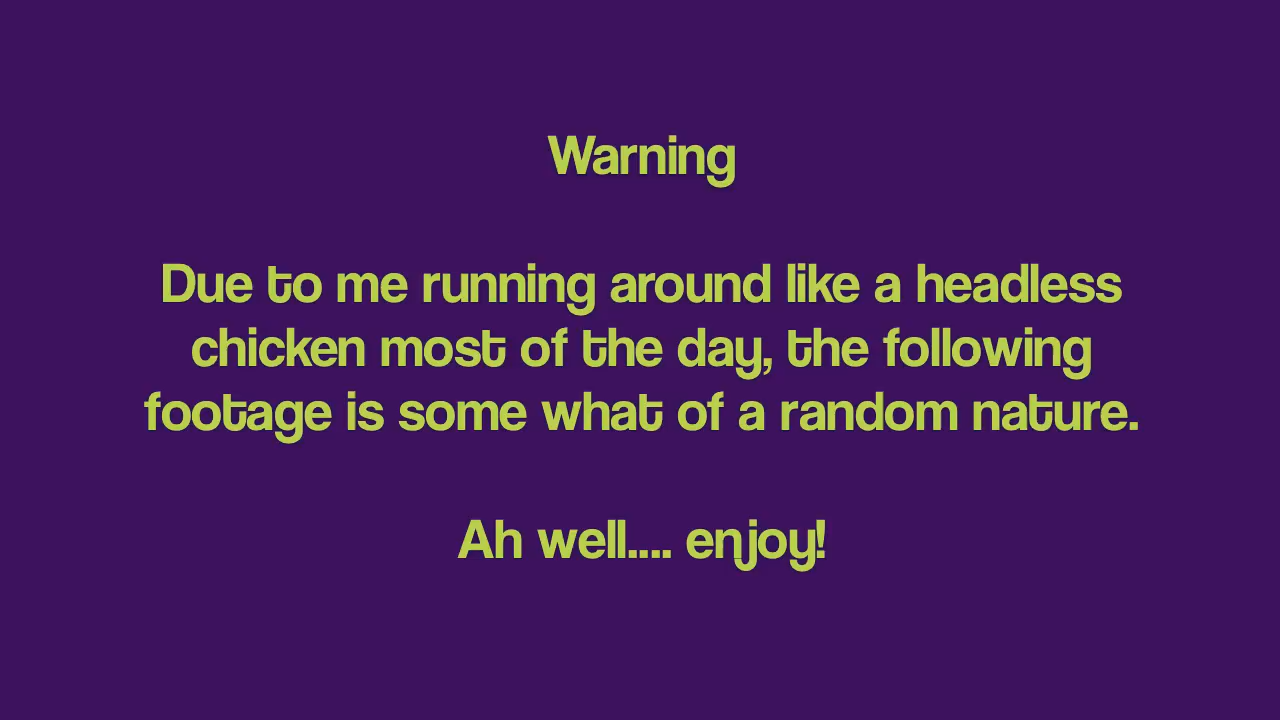 Warning
Due to me running around like a headless
chicken most of the day, the following
footage is some what of a random nature.
Ah well.... enjoy!